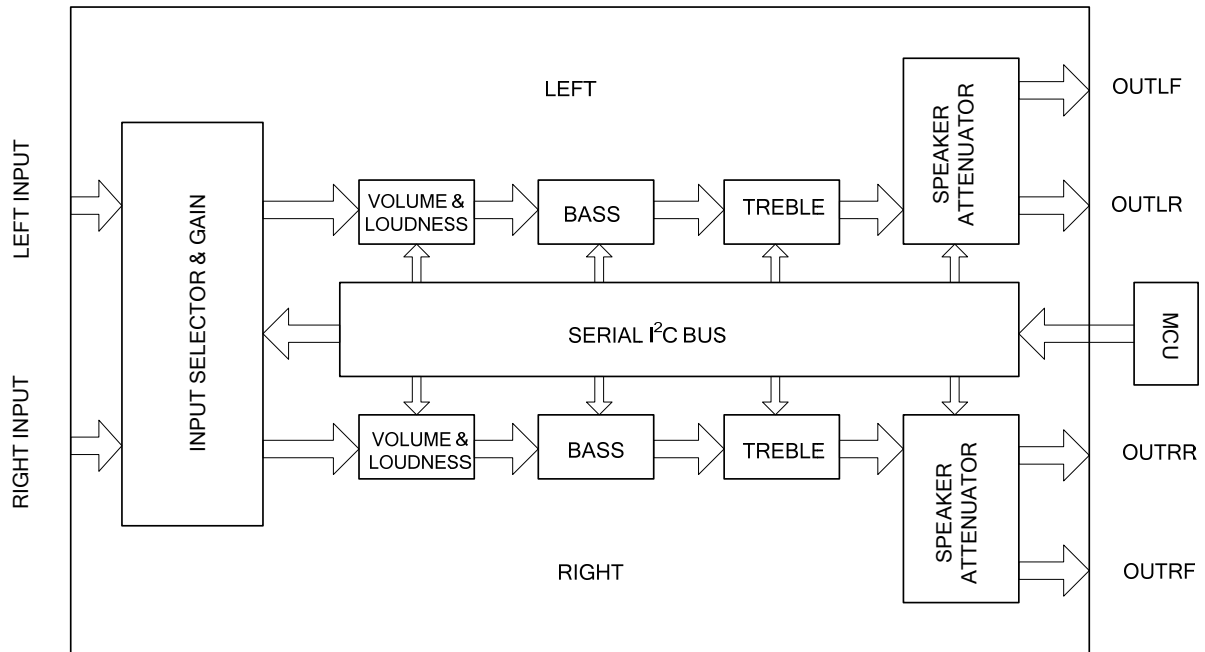 LEFT
OUTLF
SPEAKER
ATTENUATOR
LEFT INPUT
VOLUME &
LOUDNESS
BASS
TREBLE
OUTLR
INPUT SELECTOR & GAIN
SERIAL I²C BUS
MCU
RIGHT INPUT
VOLUME &
LOUDNESS
BASS
TREBLE
SPEAKER
ATTENUATOR
OUTRR
RIGHT
OUTRF